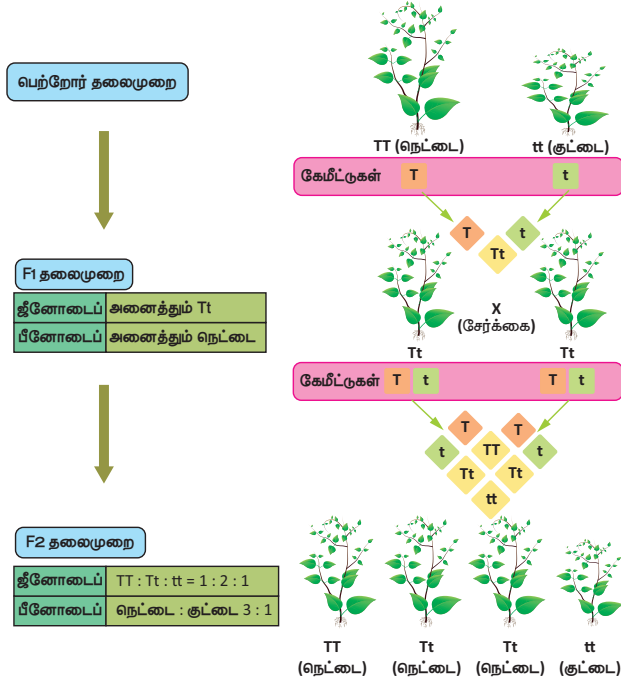 பெற்றோர் தலைமுறை
TT (நெட்டை)
tt (குட்டை)
கேமீட்டுகள் T t
T t
Tt
F1 தலைமுறை
ஜீனோடைப் அனைத்தும் Tt
பீனோடைப் அனைத்தும் நெட்டை
X
(சேர்க்கை)
Tt Tt
கேமீட்டுகள் T t T t
T T
t TT t
Tt Tt
tt
F2 தலைமுறை
ஜீனோடைப் TT : Tt : tt = 1 : 2 : 1
பீனோடைப் நெட்டை : குட்டை 3 : 1
TT Tt Tt tt
(நெட்டை) (நெட்டை) (நெட்டை) (குட்டை)